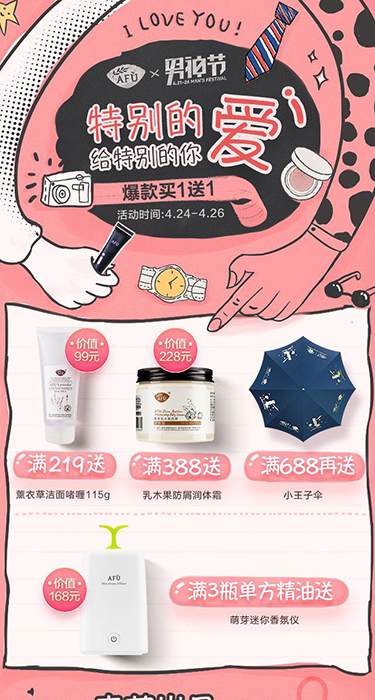 I LOVE YOU!
AFÙ × 男神节
4.21-26 MAN'S FESTIVAL
特别的爱
给特别的你
爆款买1送1
活动时间:4.24-4.26
AFÙ
价值
99元
价值
228元
AFU Lavender
AFU
满219送
满388送
满688再送
薰衣草洁面啫喱115g
乳木果防屑润体霜
小王子伞
价值
168元
AFÙ
满3瓶单方精油送
萌芽迷你香氛仪